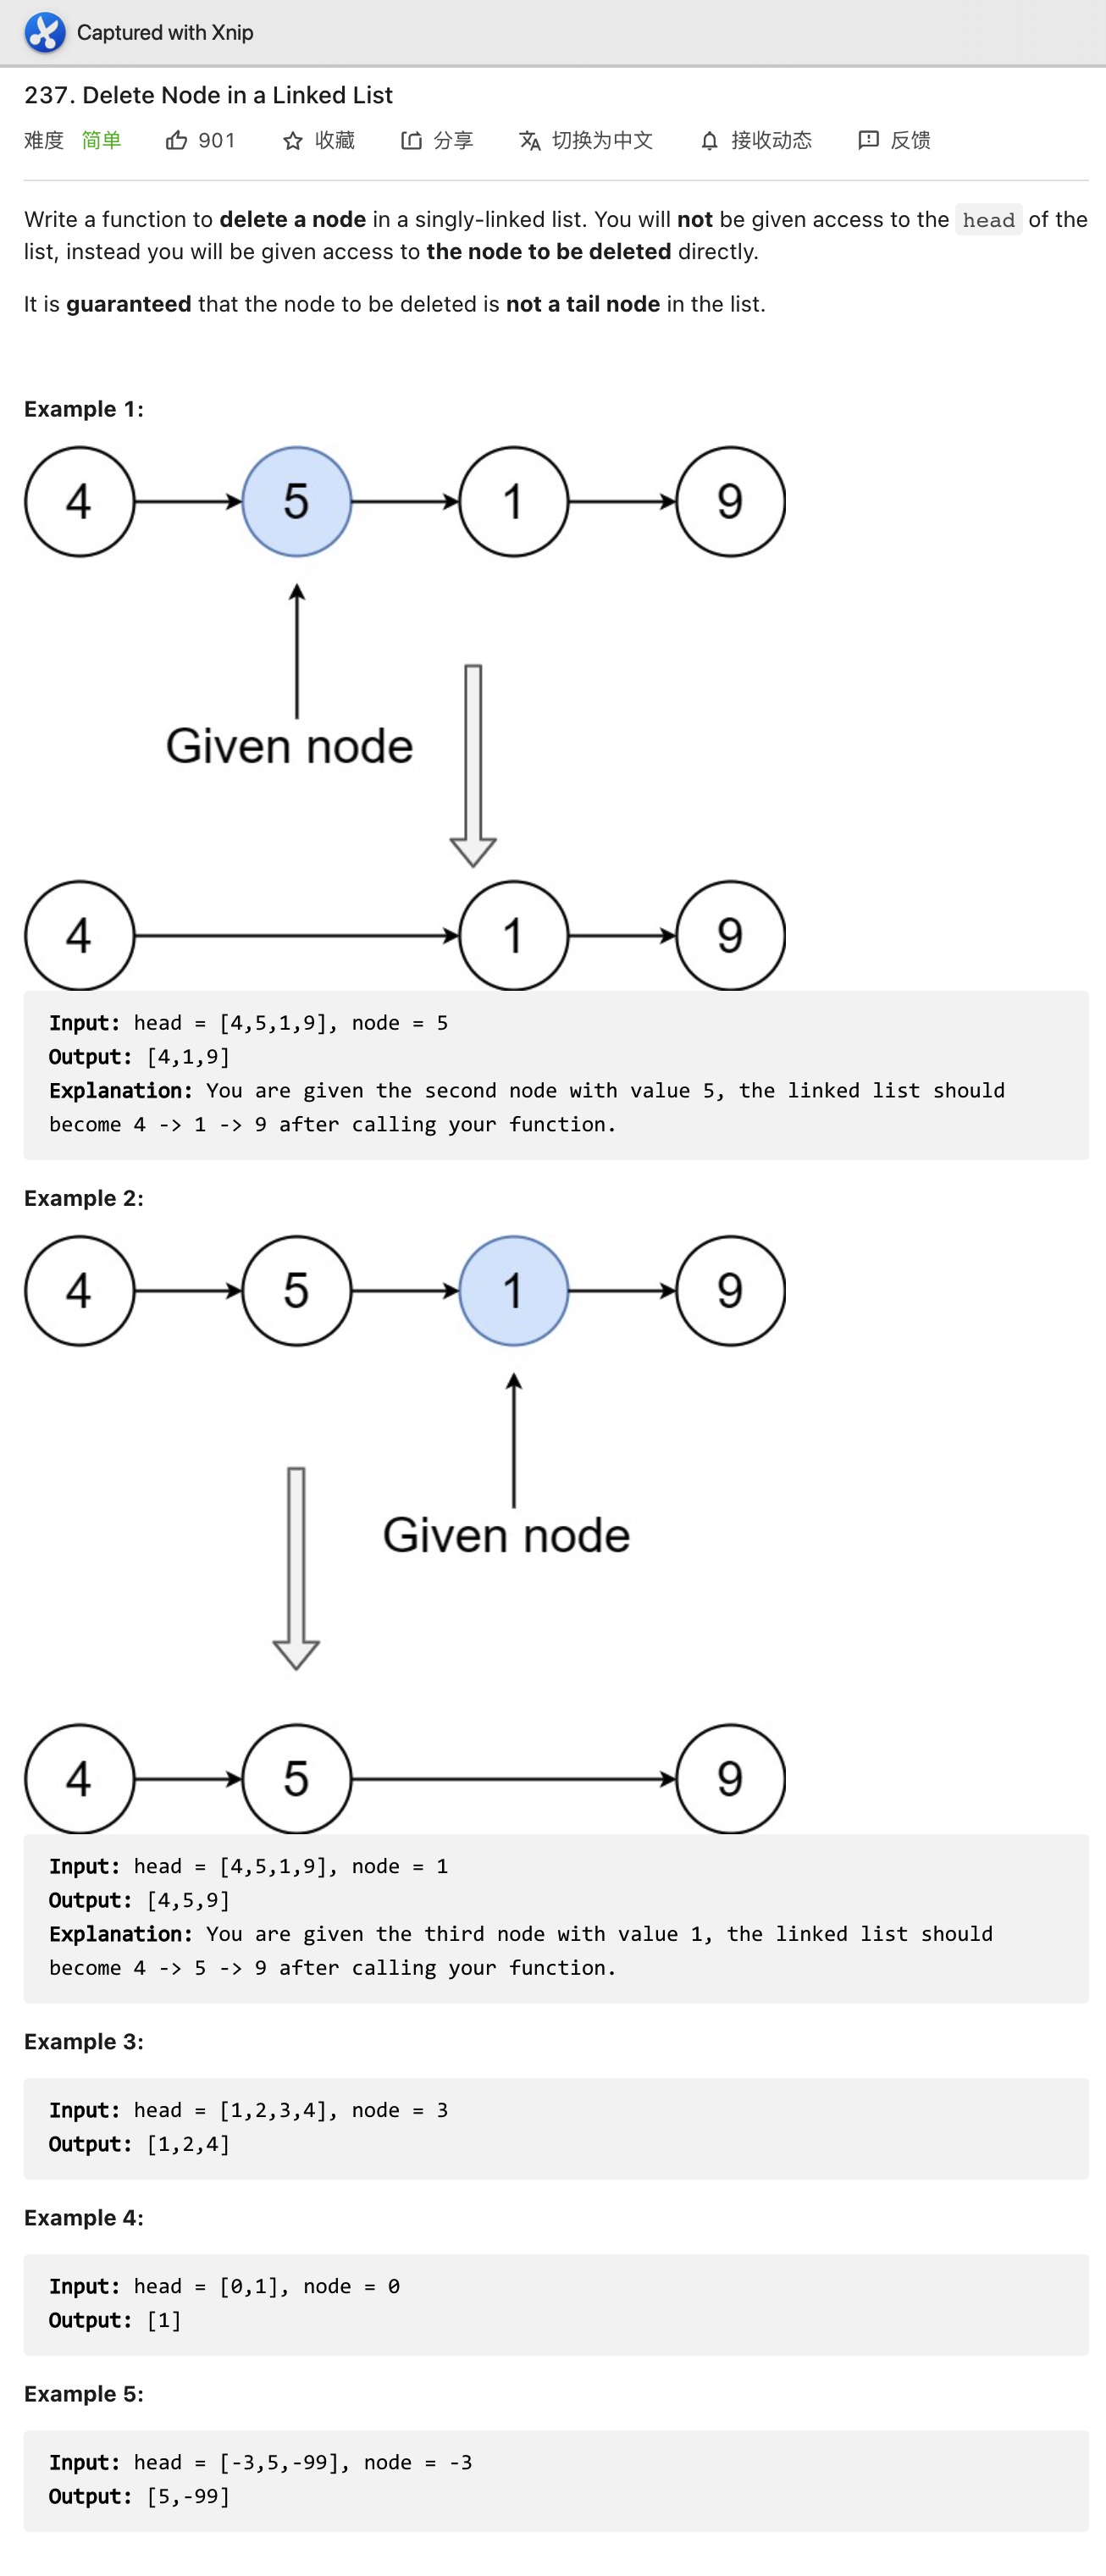 Captured with Xnip
237. Delete Node in a Linked List
难度 简单 901 收藏 分享 切换为中文 接收动态 反馈
Write a function to delete a node in a singly-linked list. You will not be given access to the head of the
list, instead you will be given access to the node to be deleted directly.
It is guaranteed that the node to be deleted is not a tail node in the list.
Example 1:
4 5 1 9
Given node
4 1 9
Input: head = [4,5,1,9], node = 5
Output: [4,1,9]
Explanation: You are given the second node with value 5, the linked list should
become 4 -> 1 -> 9 after calling your function.
Example 2:
4 5 1 9
Given node
4 5 9
Input: head = [4,5,1,9], node = 1
Output: [4,5,9]
Explanation: You are given the third node with value 1, the linked list should
become 4 -> 5 -> 9 after calling your function.
Example 3:
Input: head = [1,2,3,4], node = 3
Output: [1,2,4]
Example 4:
Input: head = [0,1], node = 0
Output: [1]
Example 5:
Input: head = [-3,5,-99], node = -3
Output: [5,-99]